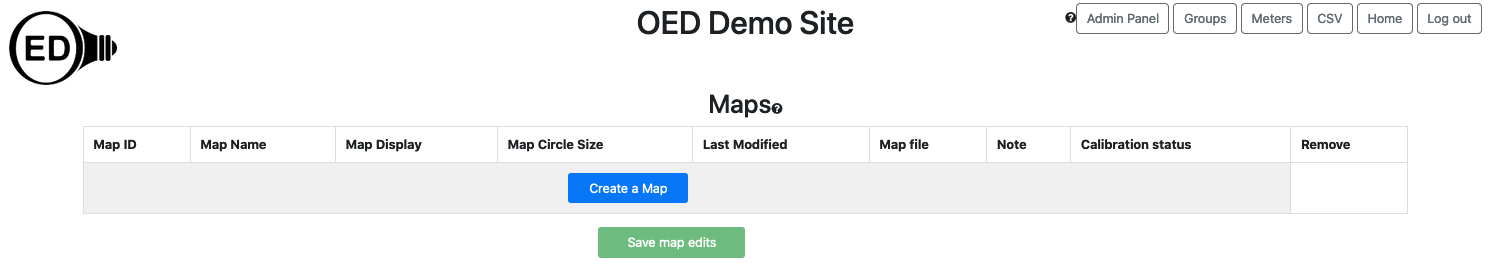 ED
OED Demo Site
Admin Panel Groups Meters CSV Home Log out
Maps
Map ID Map Name Map Display Map Circle Size Last Modified Map file Note Calibration status Remove
Create a Map
Save map edits